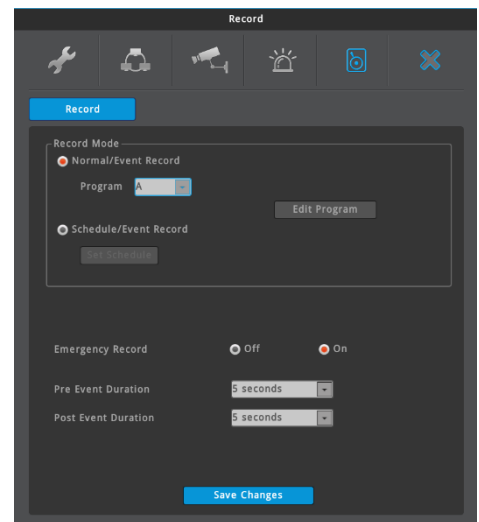 Record
Record
Record Mode
Normal/Event Record
Program A
Edit Program
Schedule/Event Record
Set Schedule
Emergency Record Off On
Pre Event Duration 5 seconds
Post Event Duration 5 seconds
Save Changes